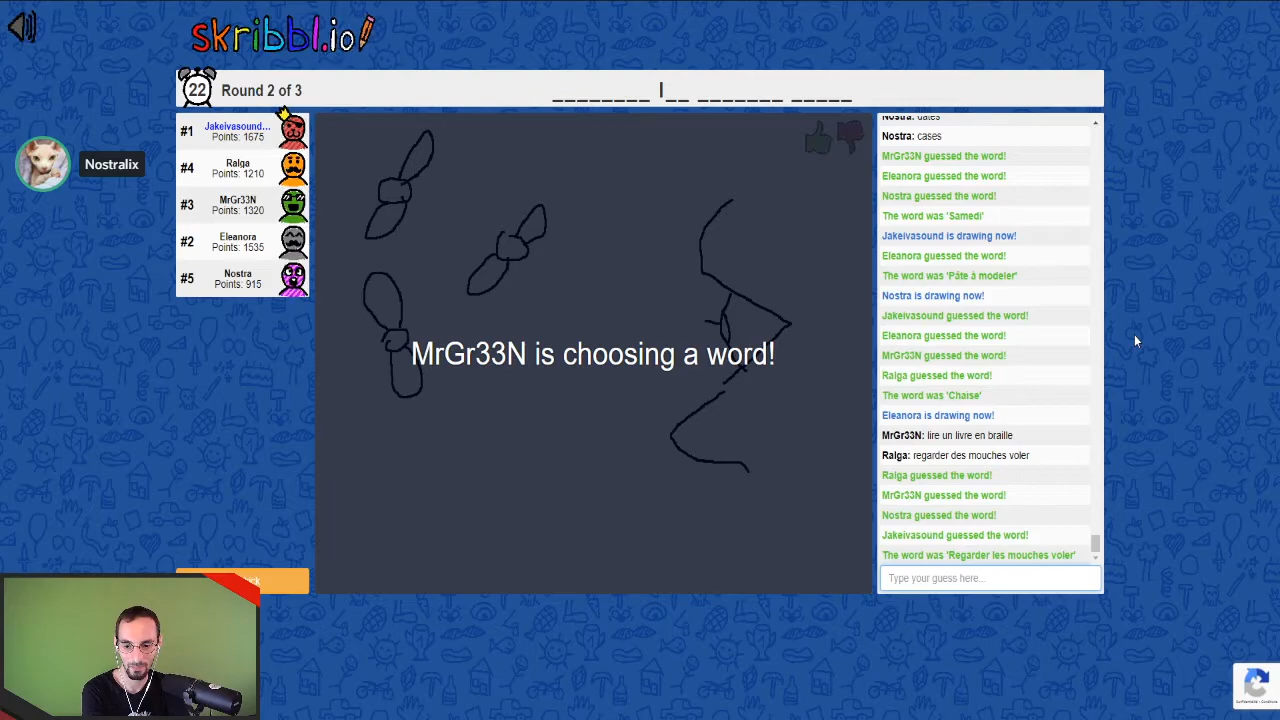 skribbl.io
22
Round 2 of 3
________ l__ _______ _____
#1
Jakeivasound...
Points: 1675
#4
Ralga
Points: 1210
#3
MrGr33N
Points: 1320
#2
Eleanora
Points: 1535
#5
Nostra
Points: 915
Nostralix
MrGr33N is choosing a word!
Nostra: dates
Nostra: cases
MrGr33N guessed the word!
Eleanora guessed the word!
Nostra guessed the word!
The word was 'Samedi'
Jakeivasound is drawing now!
Eleanora guessed the word!
The word was 'Pâte à modeler'
Nostra is drawing now!
Jakeivasound guessed the word!
Eleanora guessed the word!
MrGr33N guessed the word!
Ralga guessed the word!
The word was 'Chaise'
Eleanora is drawing now!
MrGr33N: lire un livre en braille
Ralga: regarder des mouches voler
Ralga guessed the word!
MrGr33N guessed the word!
Nostra guessed the word!
Jakeivasound guessed the word!
The word was 'Regarder les mouches voler'
Type your guess here...